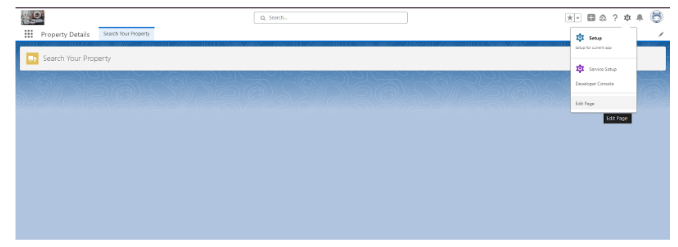 Search...
Property Details
Search Your Property
Setup
Setup for current app
Search Your Property
Service Setup
Developer Console
Edit Page
Edit Page